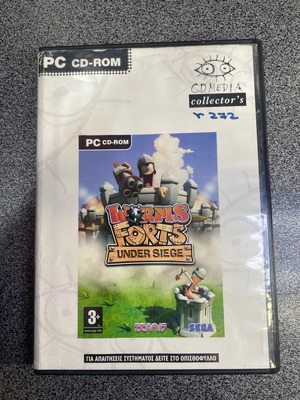 PC CD-ROM
CD MEDIA
collector's
r 272
PC CD-ROM
WORMS
FORTS
UNDER SIEGE
3+
TEAM17
SEGA
ΓΙΑ ΑΠΑΙΤΗΣΕΙΣ ΣΥΣΤΗΜΑΤΟΣ ΔΕΙΤΕ ΣΤΟ ΟΠΙΣΘΟΦΥΛΛΟ